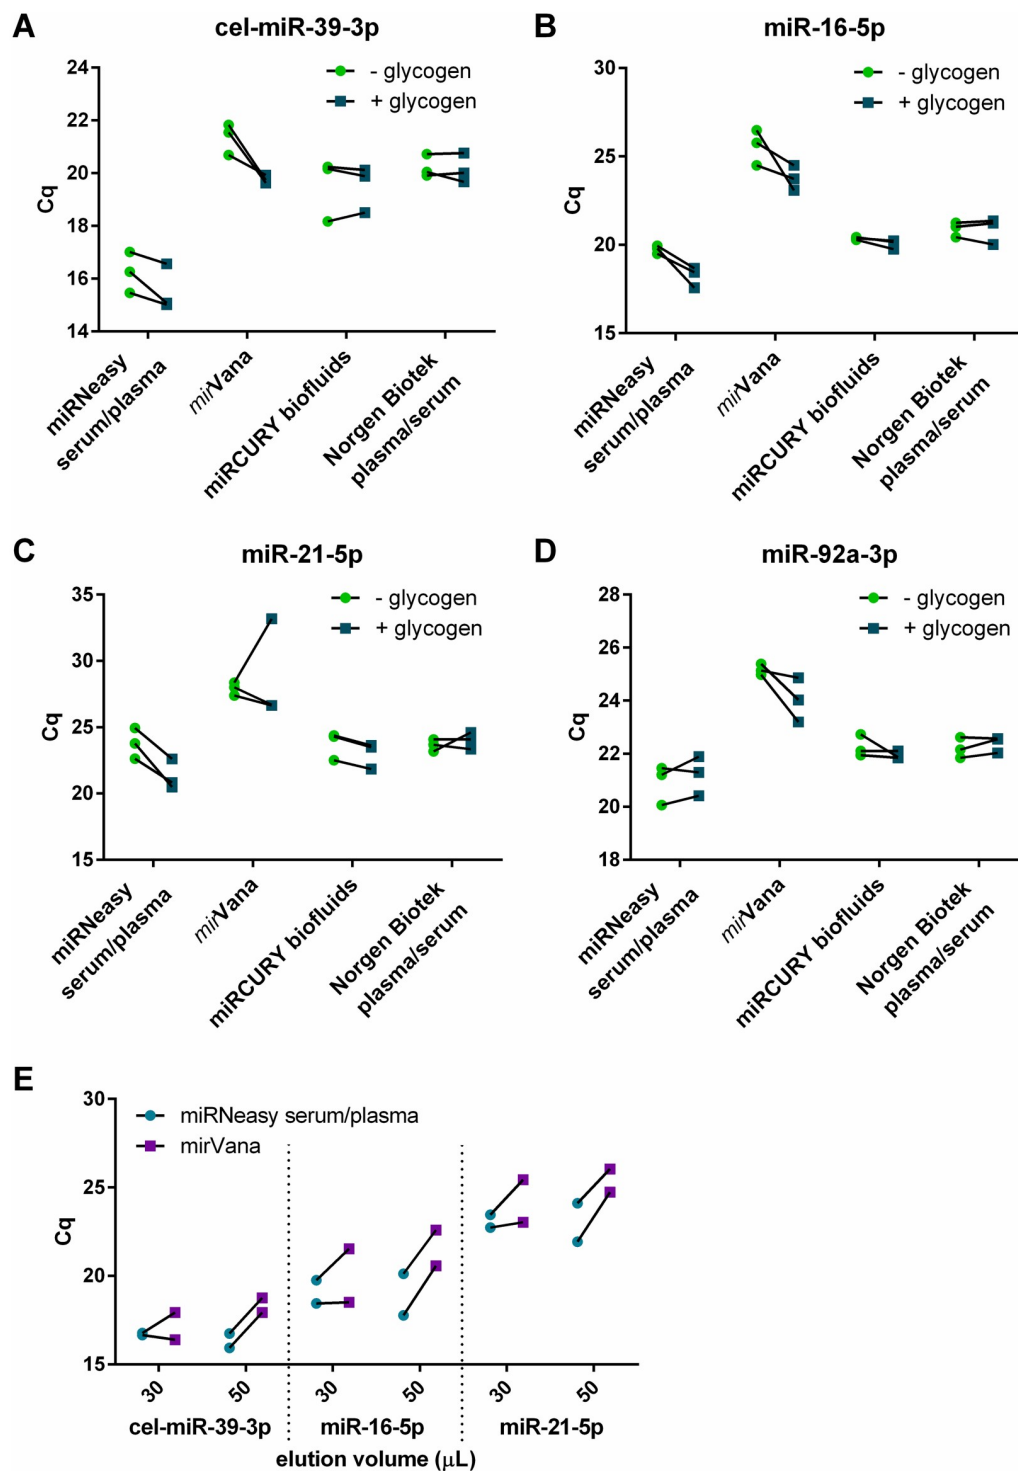 A
cel-miR-39-3p
24
22
20
18
16
14
Cq
- glycogen
+ glycogen
miRNeasy
serum/plasma
mirVana
miRCURY biofluids
Norgen Biotek
plasma/serum
B
miR-16-5p
30
25
20
15
Cq
- glycogen
+ glycogen
miRNeasy
serum/plasma
mirVana
miRCURY biofluids
Norgen Biotek
plasma/serum
C
miR-21-5p
35
30
25
20
15
Cq
- glycogen
+ glycogen
miRNeasy
serum/plasma
mirVana
miRCURY biofluids
Norgen Biotek
plasma/serum
D
miR-92a-3p
28
26
24
22
20
18
Cq
- glycogen
+ glycogen
miRNeasy
serum/plasma
mirVana
miRCURY biofluids
Norgen Biotek
plasma/serum
E
30
25
20
15
Cq
miRNeasy serum/plasma
mirVana
30 50 30 50 30 50
cel-miR-39-3p miR-16-5p miR-21-5p
elution volume (μL)